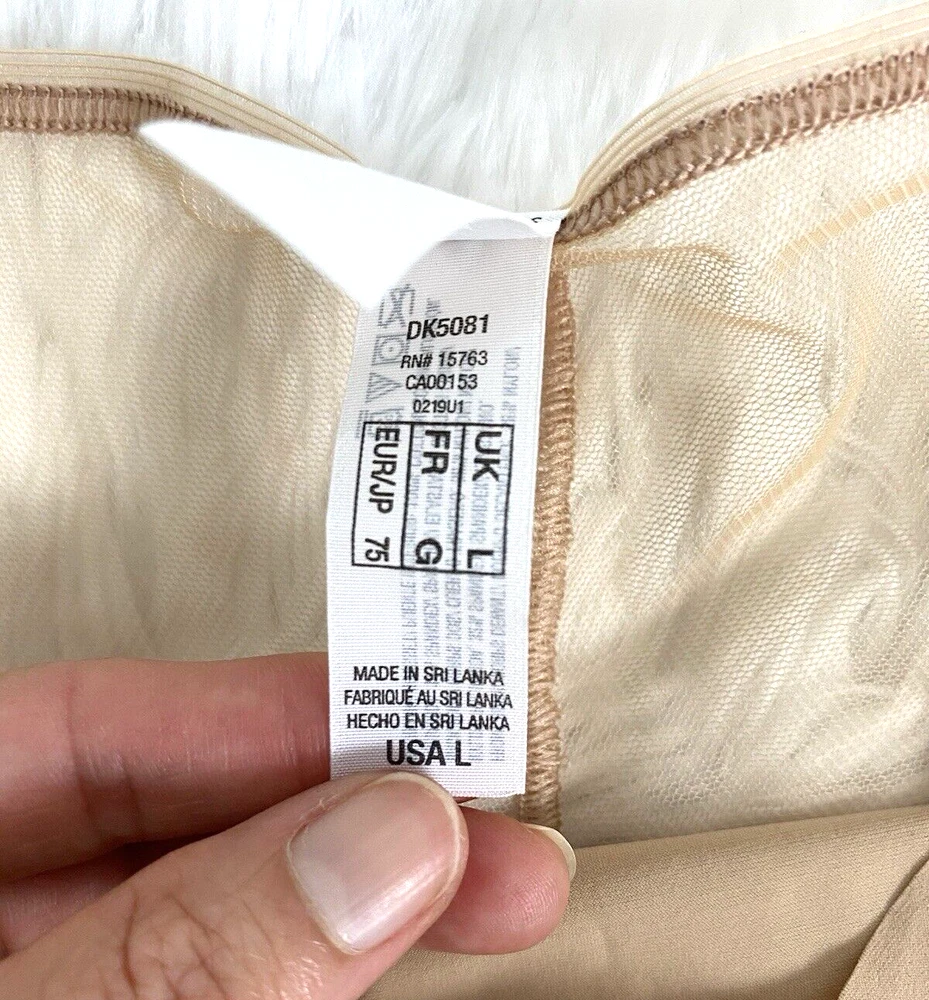 DK5081
RN# 15763
CA00153
0219U1
UK L
FR G
EUR/JP 75
MADE IN SRI LANKA
FABRIQUÉ AU SRI LANKA
HECHO EN SRI LANKA
USA L